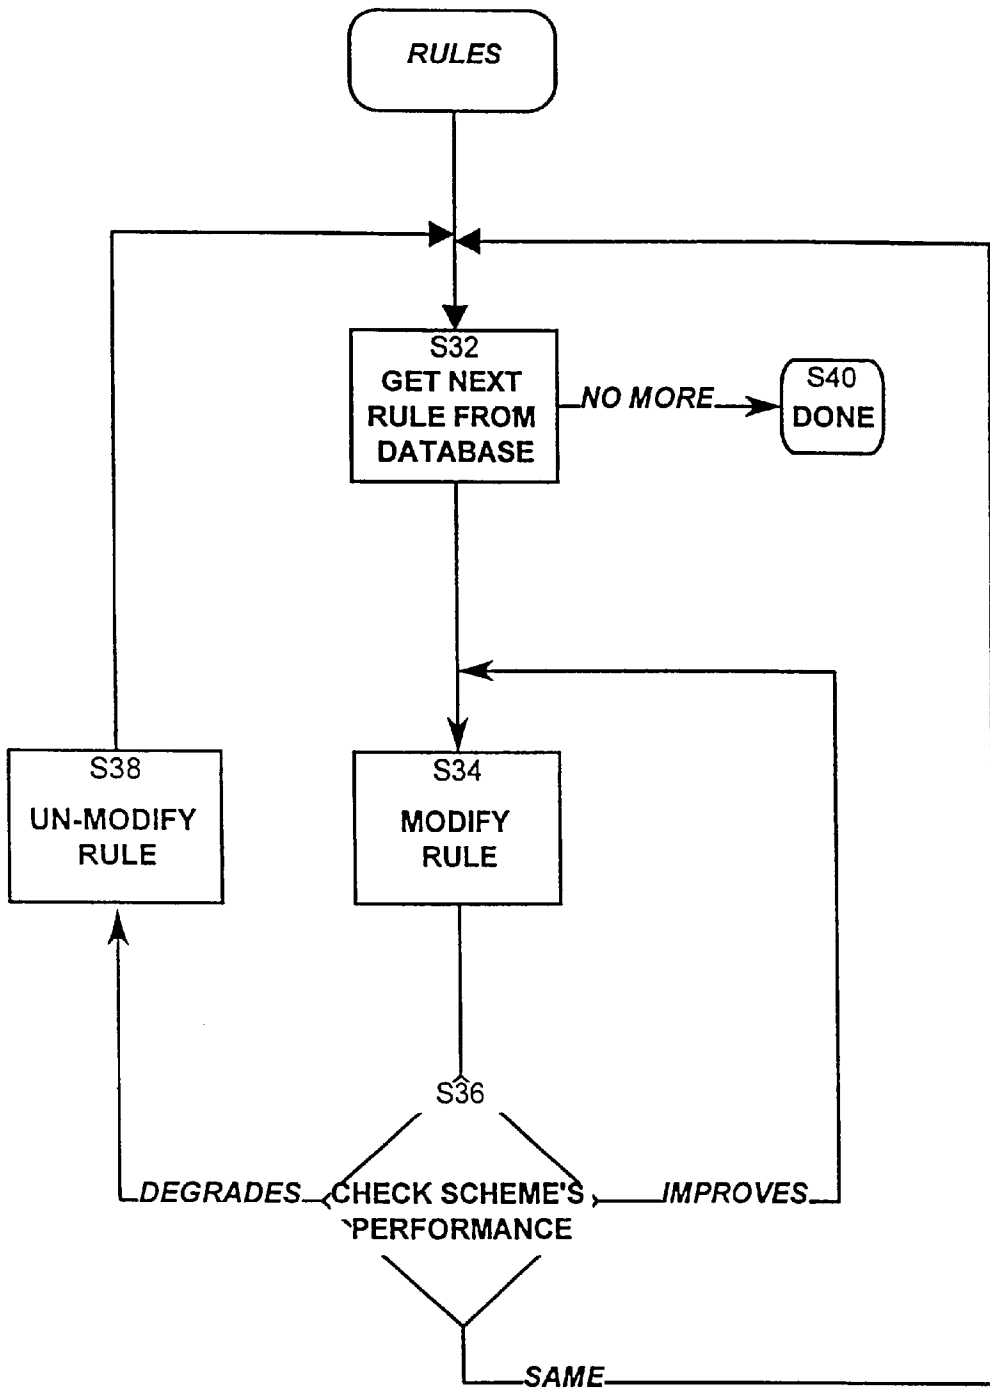 RULES
S32
GET NEXT
RULE FROM
DATABASE
NO MORE
S40
DONE
S38
UN-MODIFY
RULE
S34
MODIFY
RULE
S36
DEGRADES
CHECK SCHEME'S
PERFORMANCE
IMPROVES
SAME